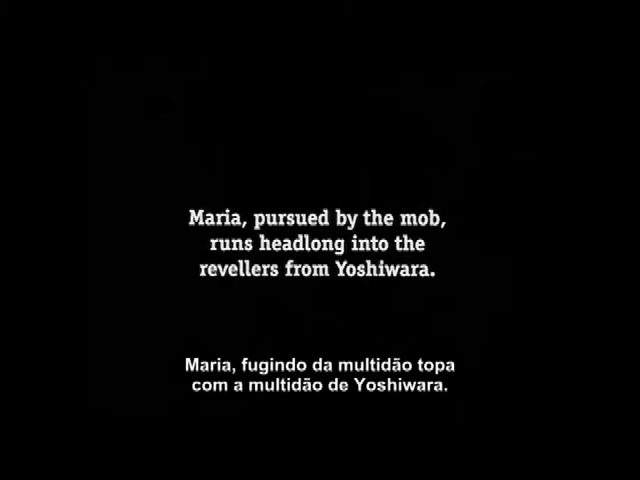 Maria, pursued by the mob,
runs headlong into the
revellers from Yoshiwara.
Maria, fugindo da multidão topa
com a multidão de Yoshiwara.